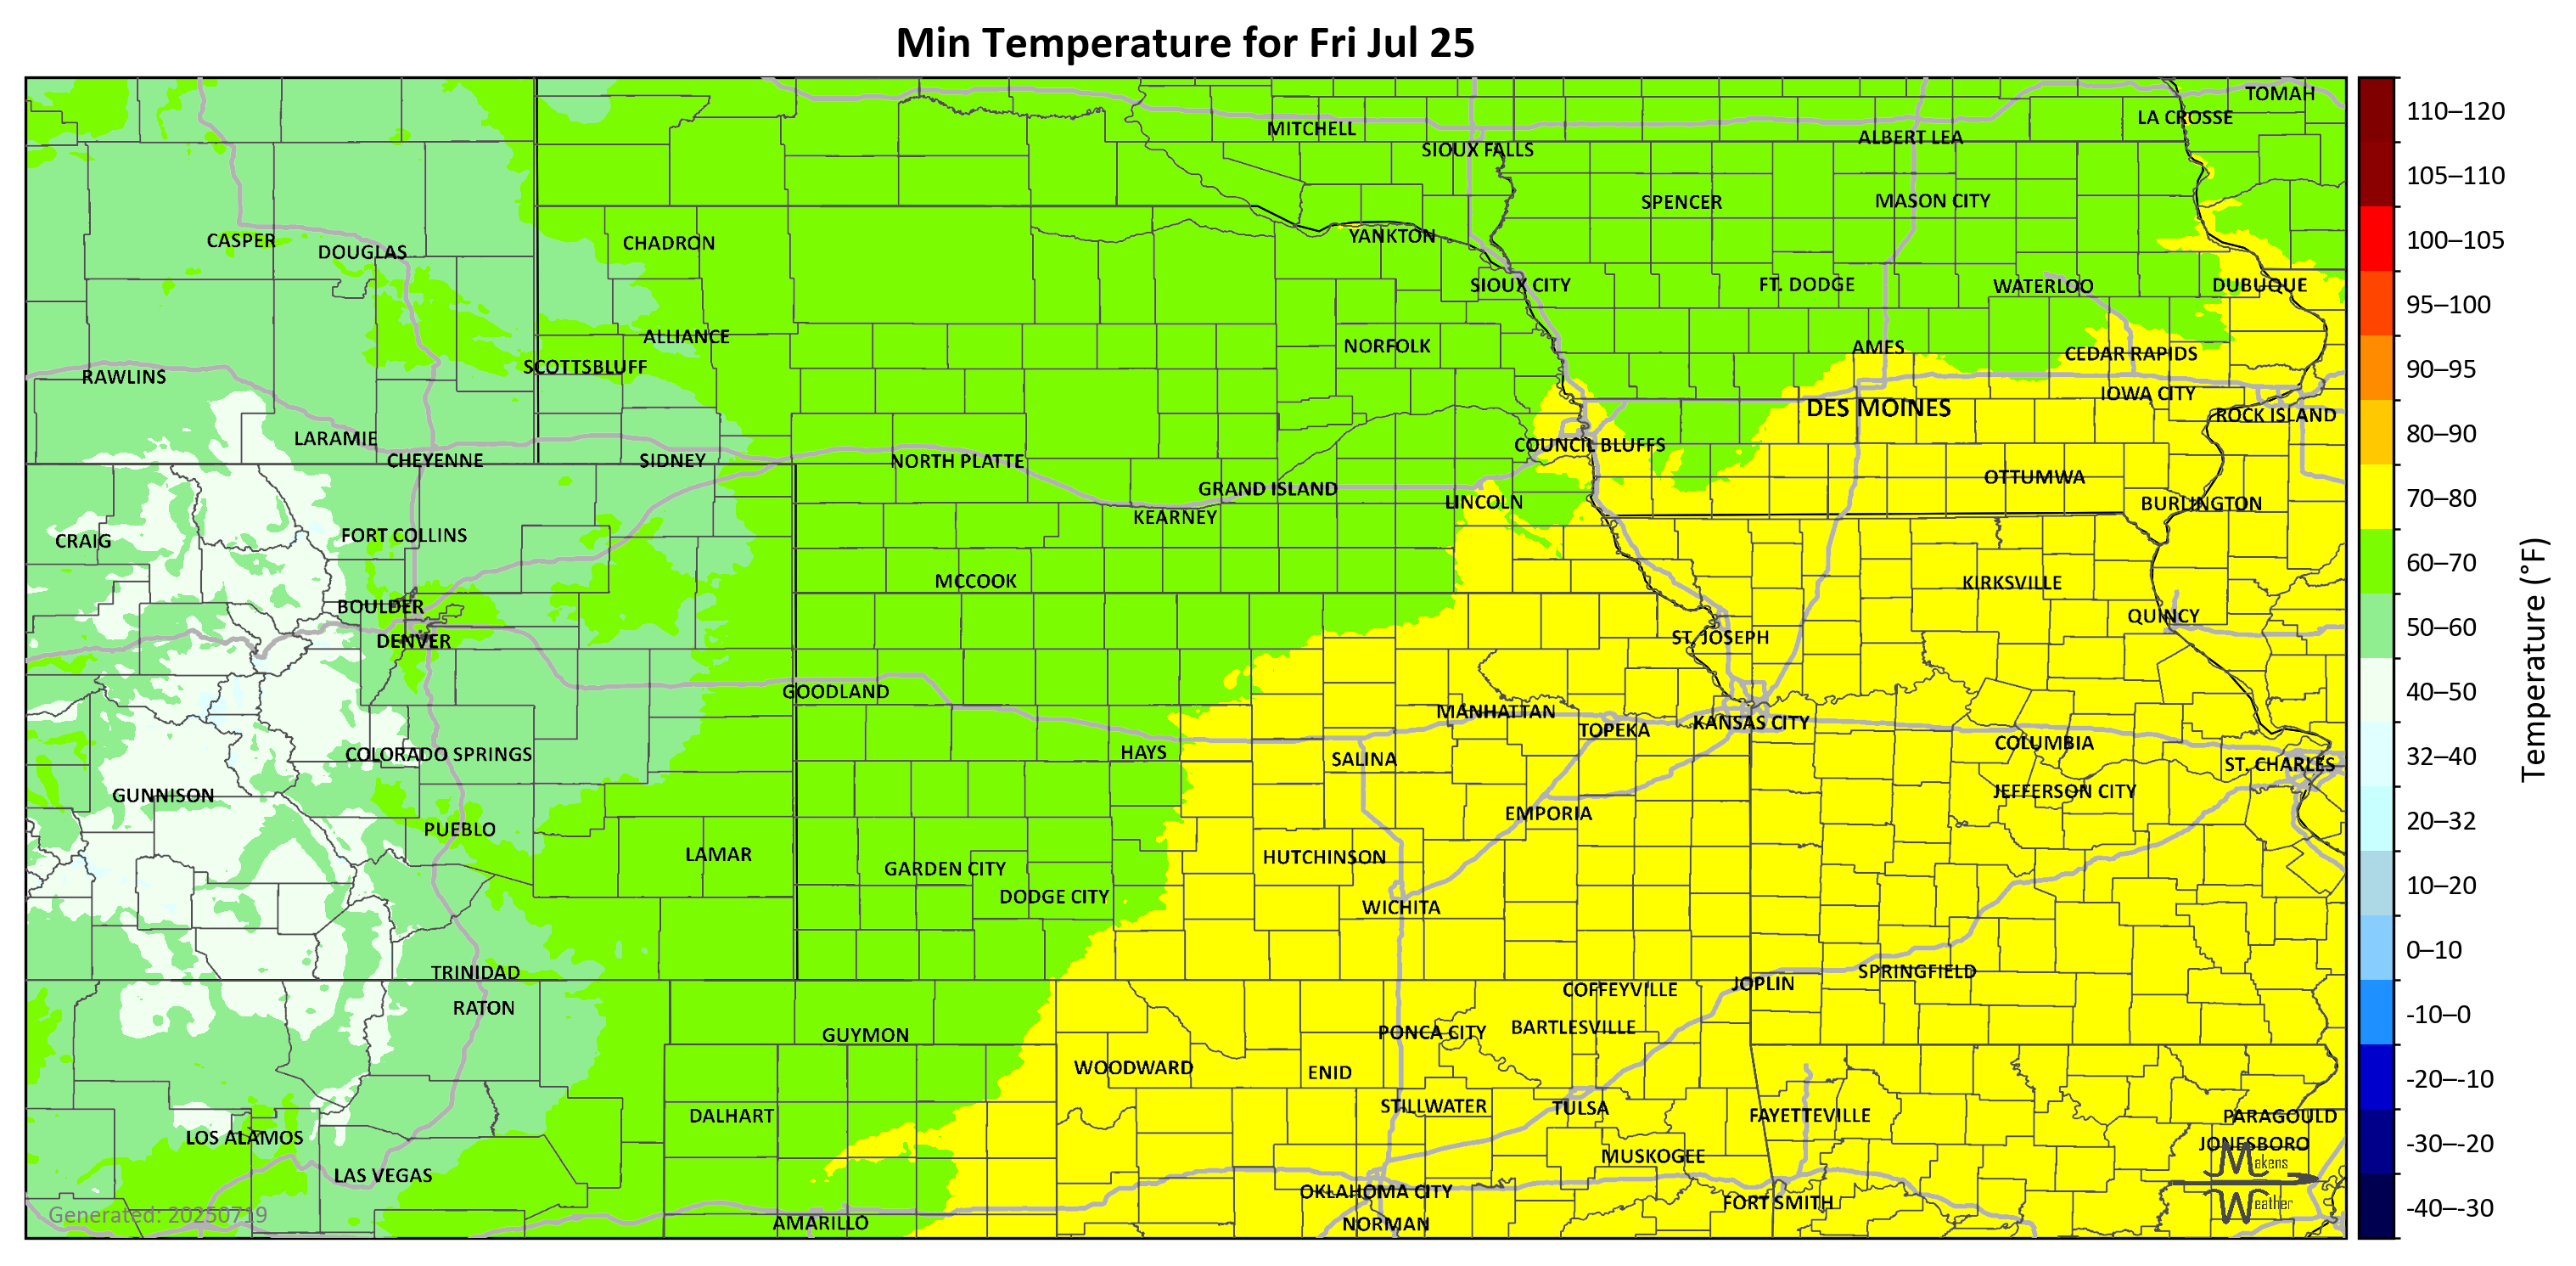 Min Temperature for Fri Jul 25
TOMAH
LA CROSSE
MITCHELL
ALBERT LEA
SIOUX FALLS
SPENCER
MASON CITY
YANKTON
CASPER
CHADRON
DOUGLAS
SIOUX CITY
FT. DODGE
WATERLOO
DUBUQUE
ALLIANCE
NORFOLK
AMES
CEDAR RAPIDS
SCOTTSBLUFF
RAWLINS
IOWA CITY
DES MOINES
ROCK ISLAND
LARAMIE
COUNCIL BLUFFS
CHEYENNE
SIDNEY
NORTH PLATTE
OTTUMWA
GRAND ISLAND
LINCOLN
BURLINGTON
KEARNEY
FORT COLLINS
CRAIG
MCCOOK
KIRKSVILLE
BOULDER
QUINCY
DENVER
ST. JOSEPH
GOODLAND
MANHATTAN
KANSAS CITY
TOPEKA
COLUMBIA
HAYS
COLORADO SPRINGS
SALINA
ST. CHARLES
JEFFERSON CITY
GUNNISON
EMPORIA
PUEBLO
LAMAR
HUTCHINSON
GARDEN CITY
DODGE CITY
WICHITA
TRINIDAD
SPRINGFIELD
JOPLIN
COFFEYVILLE
RATON
BARTLESVILLE
PONCA CITY
GUYMON
WOODWARD
ENID
STILLWATER
TULSA
DALHART
FAYETTEVILLE
PARAGOULD
LOS ALAMOS
JONESBORO
MUSKOGEE
Makens
LAS VEGAS
OKLAHOMA CITY
FORT SMITH
Weather
Generated: 20250719
AMARILLO
NORMAN
110–120
105–110
100–105
95–100
90–95
80–90
70–80
60–70
50–60
40–50
32–40
20–32
10–20
0–10
-10–0
-20–-10
-30–-20
-40–-30
Temperature (°F)